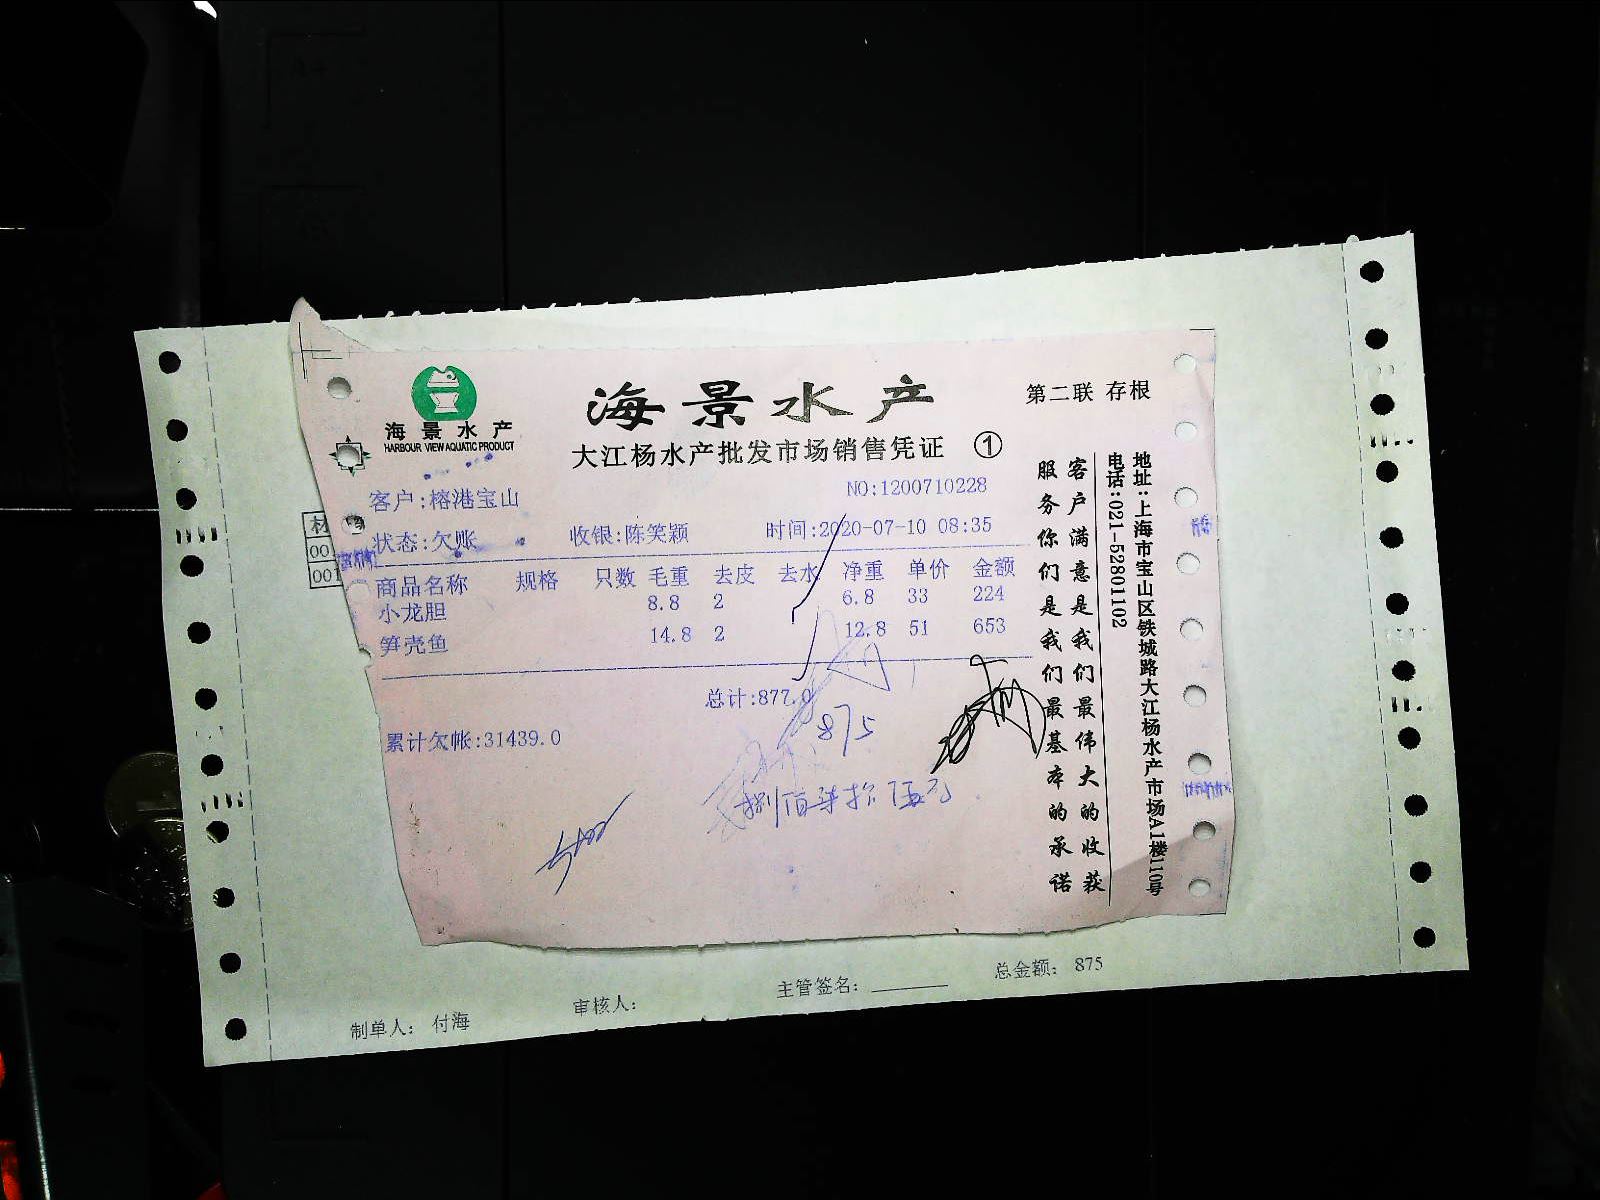 海景水产
HARBOUR VIEW AQUATIC PRODUCT
海景水产
第二联 存根
大江杨水产批发市场销售凭证 ①
客户:榕港宝山
NO:1200710228
状态:欠账 收银:陈笑颖 时间:2020-07-10 08:35
商品名称 规格 只数 毛重 去皮 去水 净重 单价 金额
小龙胆 8.8 2 6.8 33 224
笋壳鱼 14.8 2 12.8 51 653
总计:877.0
875
累计欠帐:31439.0
捌佰柒拾伍元
客户满意是我们最伟大的收获
服务你们是我们最基本的承诺
地址:上海市宝山区铁城路大江杨水产市场A1楼110号
电话:021-52801102
材
00
001
制单人: 付海 审核人: 主管签名: 总金额: 875